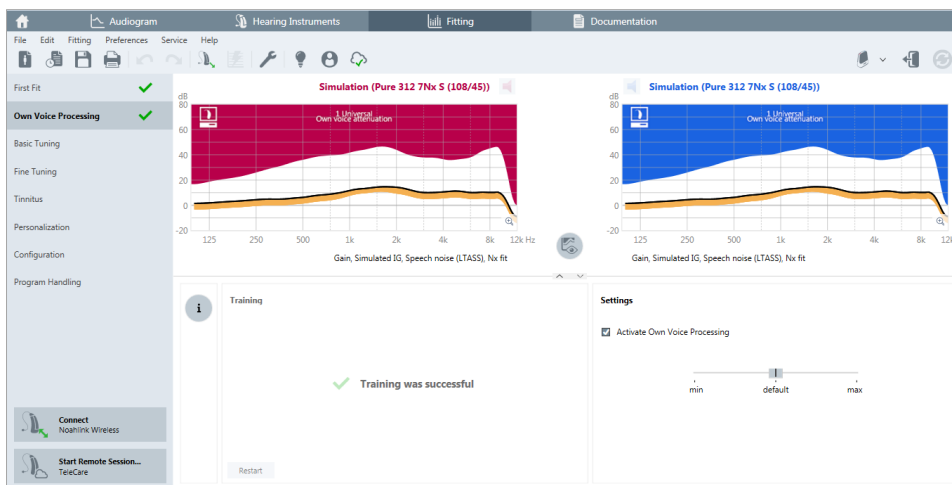 Audiogram Hearing Instruments Fitting Documentation
File Edit Fitting Preferences Service Help
First Fit
Own Voice Processing
Basic Tuning
Fine Tuning
Tinnitus
Personalization
Configuration
Program Handling
Connect
Noahlink Wireless
Start Remote Session...
TeleCare
Simulation (Pure 312 7Nx S (108/45))
dB
80
60
40
20
0
-20
1 Universal
Own voice attenuation
125 250 500 1k 2k 4k 8k 12k Hz
Gain, Simulated IG, Speech noise (LTASS), Nx fit
Simulation (Pure 312 7Nx S (108/45))
dB
80
60
40
20
0
-20
1 Universal
Own voice attenuation
125 250 500 1k 2k 4k 8k 12
Gain, Simulated IG, Speech noise (LTASS), Nx fit
i
Training
Training was successful
Restart
Settings
Activate Own Voice Processing
min default max